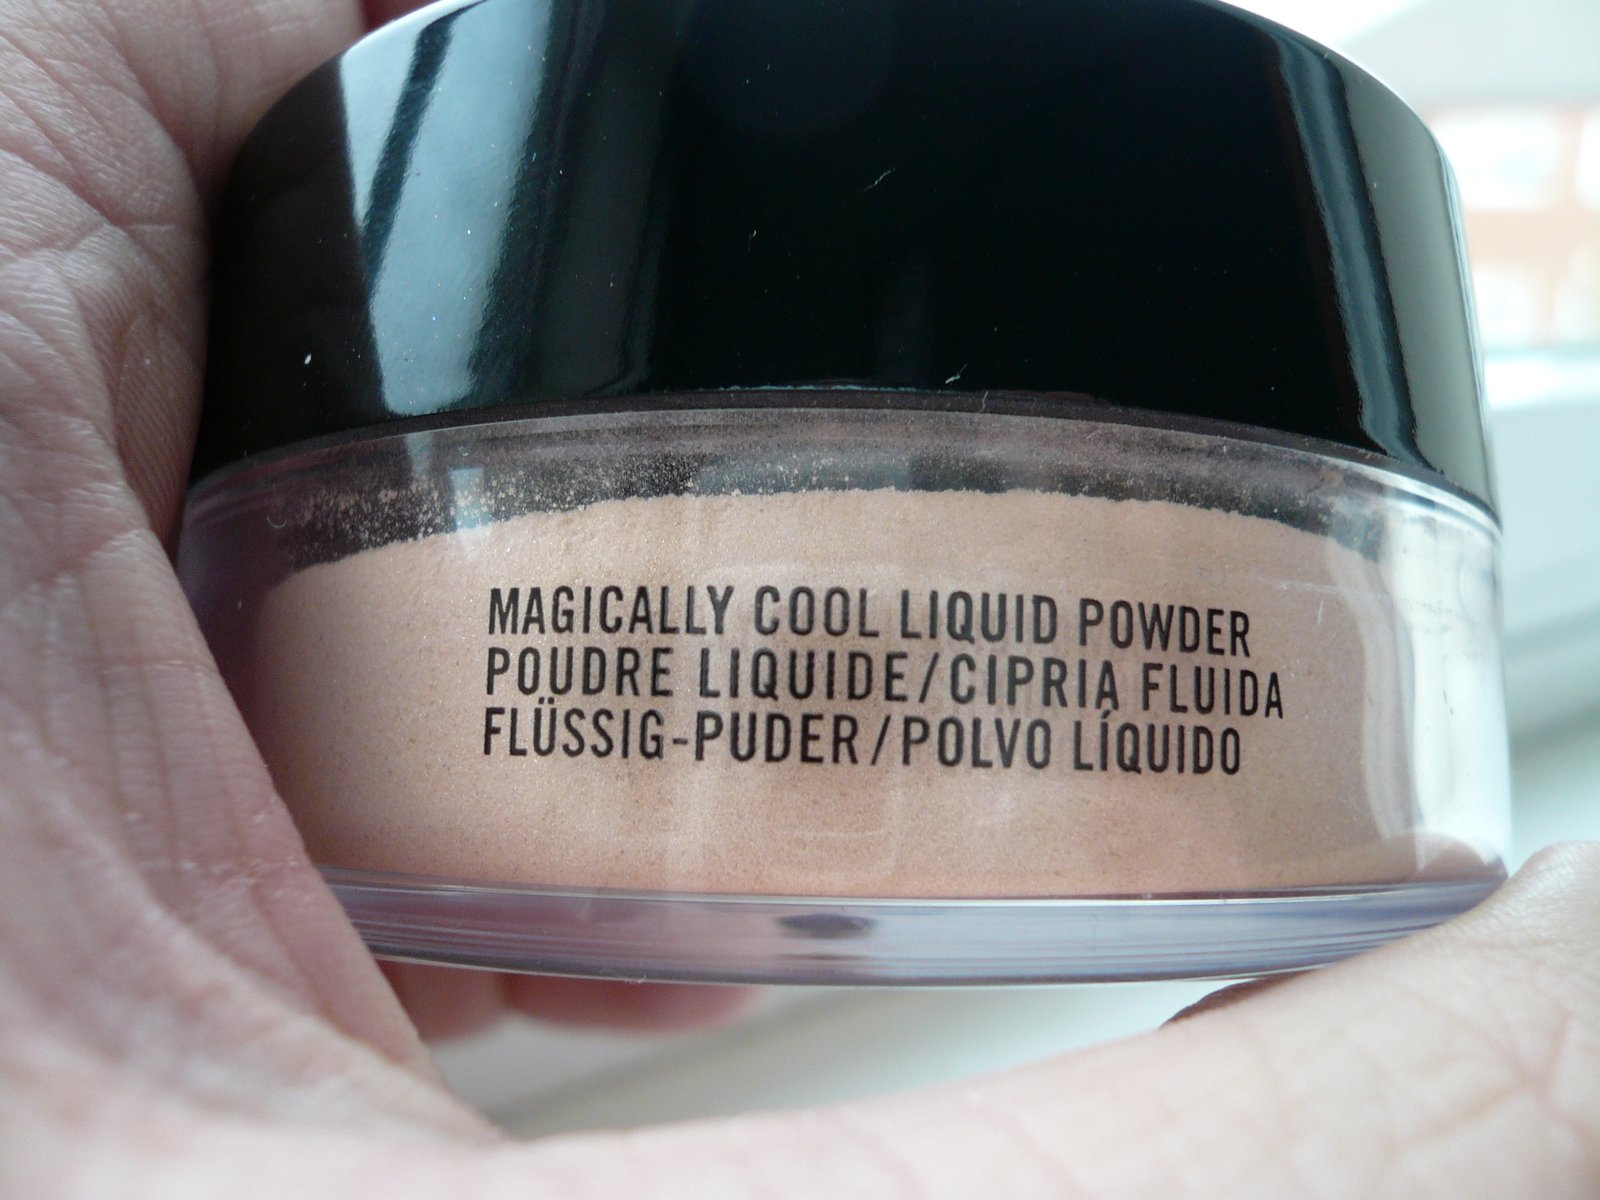 MAGICALLY COOL LIQUID POWDER
POUDRE LIQUIDE/CIPRIA FLUIDA
FLÜSSIG-PUDER/POLVO LÍQUIDO